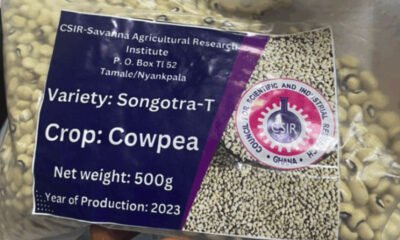 CSIR-Savanna Agricultural Research
Institute
P. O. Box Tl 52
Tamale/Nyankpala
Variety: Songotra-T
Crop: Cowpea
Net weight: 500g
Year of Production: 2023
COUNCIL FOR SCIENTIFIC AND INDUSTRIAL
CSIR
GHANA